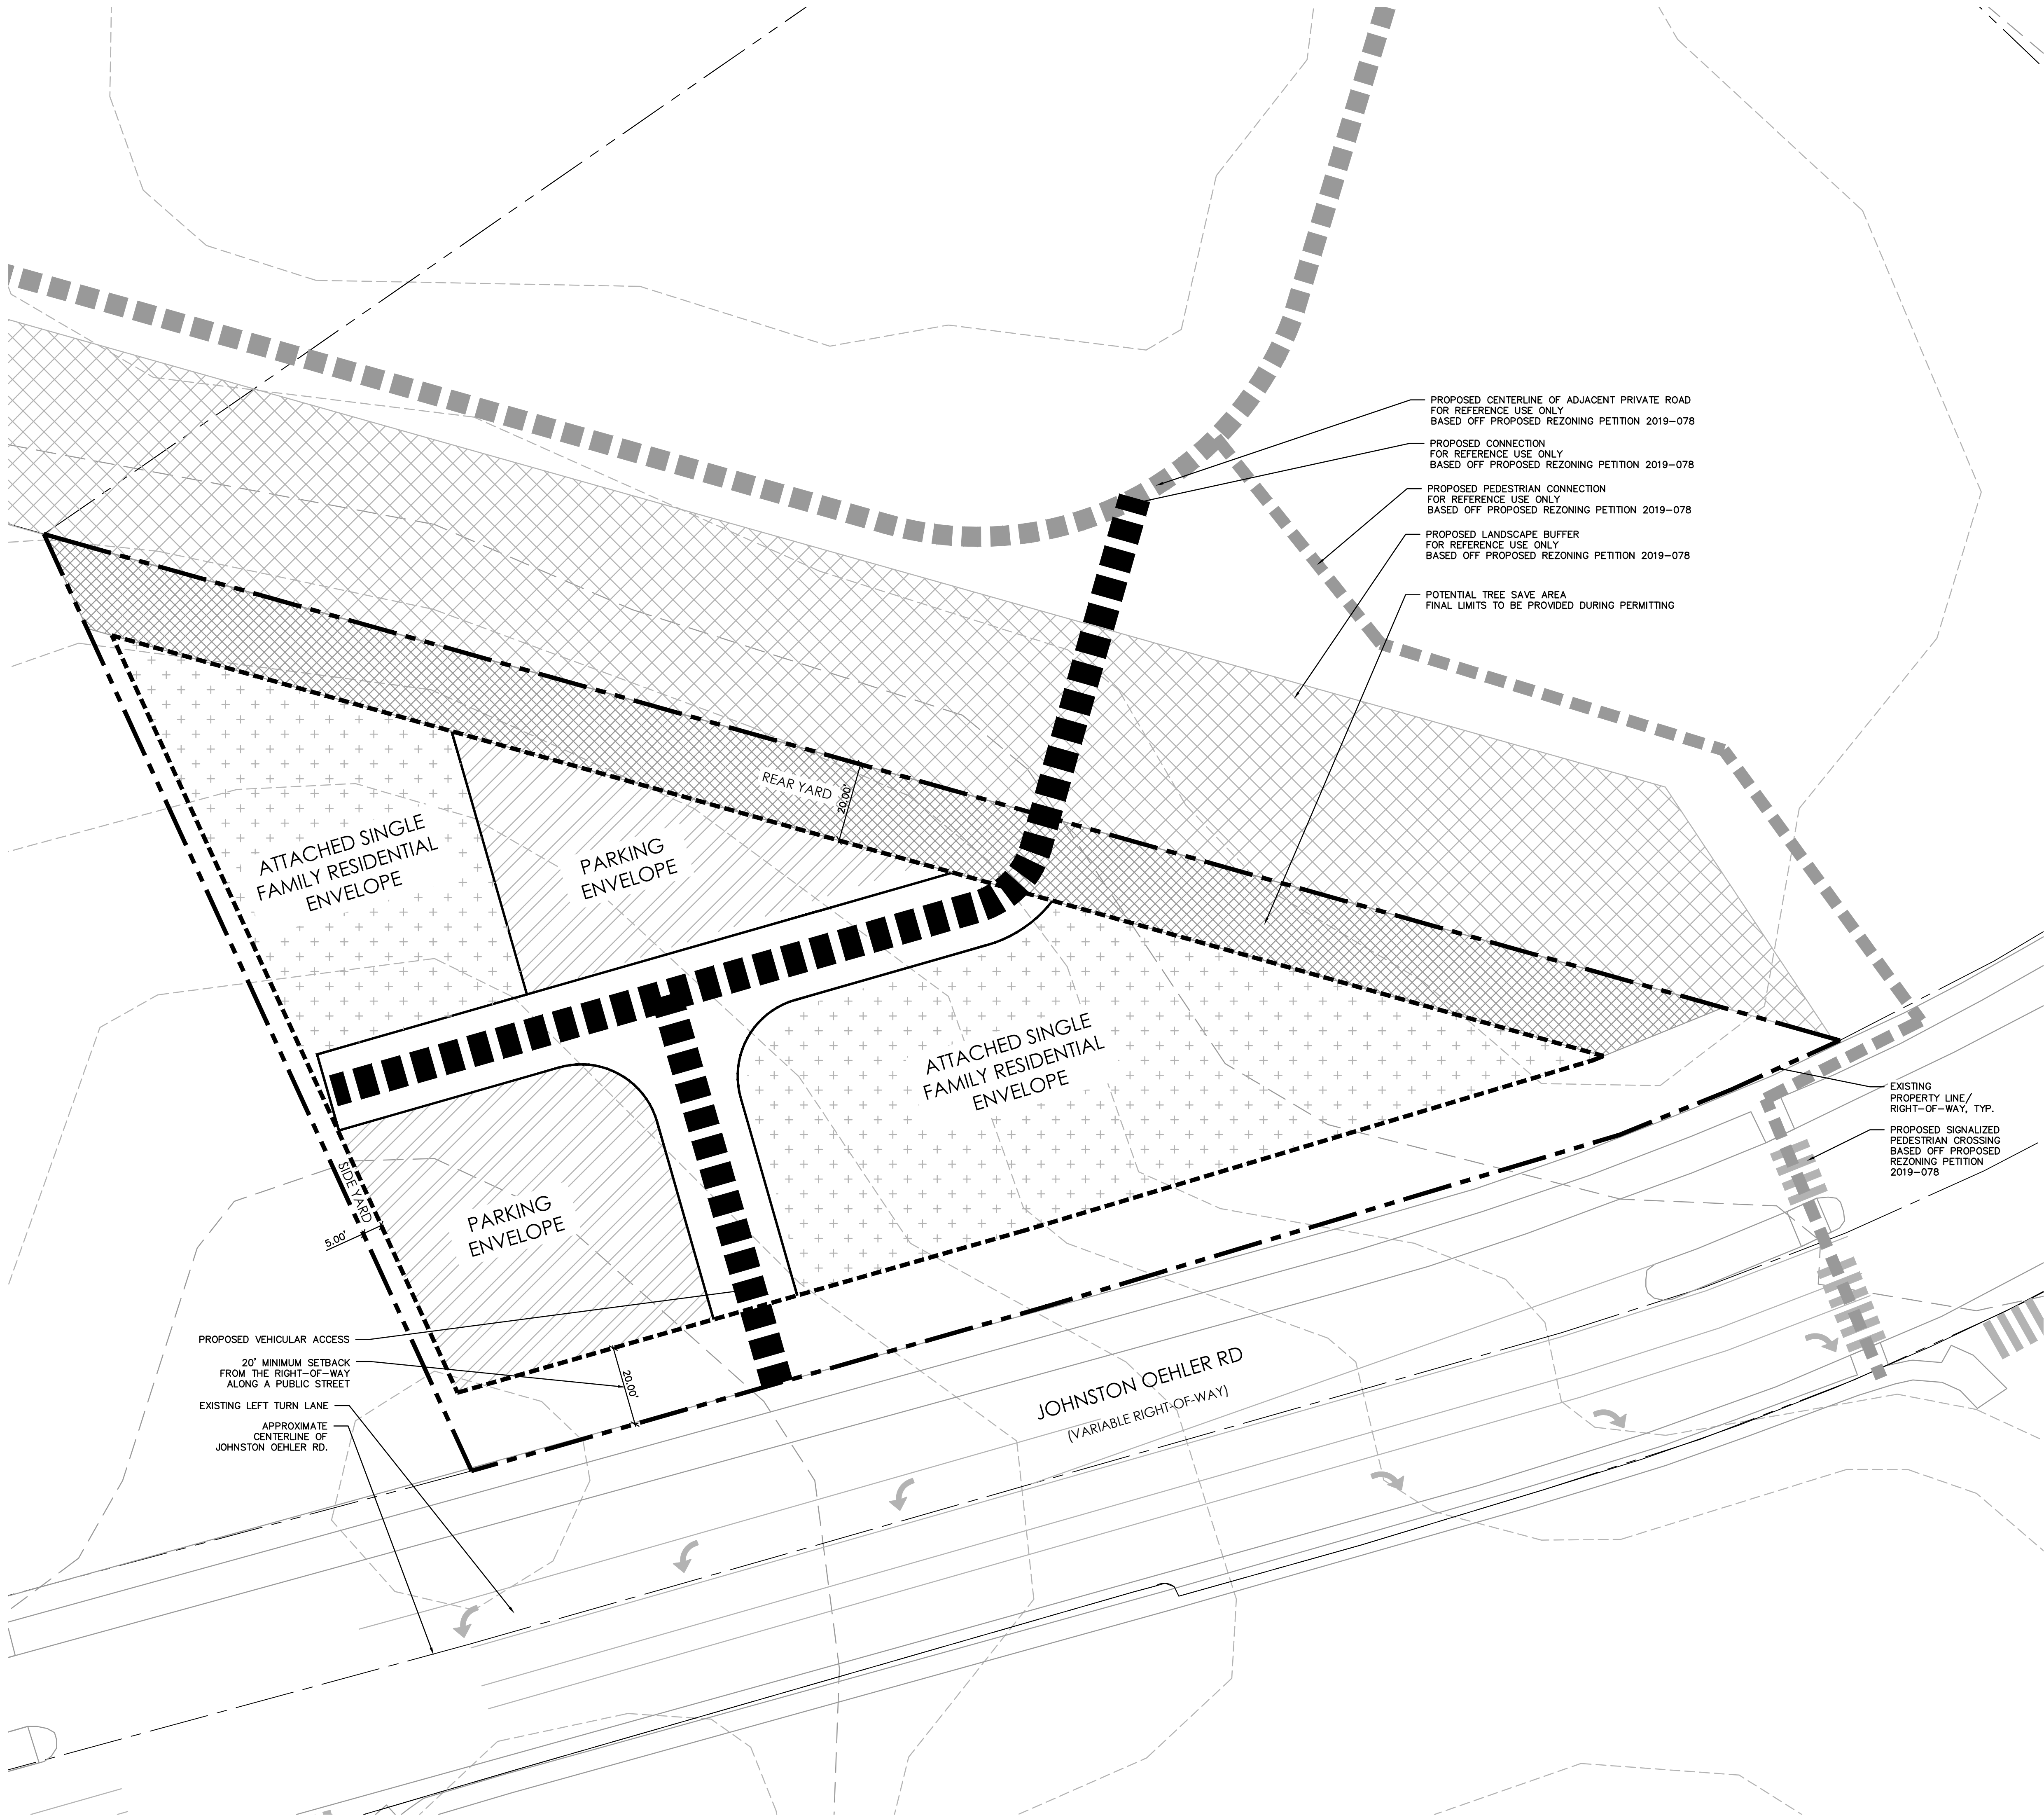 PROPOSED CENTERLINE OF ADJACENT PRIVATE ROAD
FOR REFERENCE USE ONLY
BASED OFF PROPOSED REZONING PETITION 2019-078
PROPOSED CONNECTION
FOR REFERENCE USE ONLY
BASED OFF PROPOSED REZONING PETITION 2019-078
PROPOSED PEDESTRIAN CONNECTION
FOR REFERENCE USE ONLY
BASED OFF PROPOSED REZONING PETITION 2019-078
PROPOSED LANDSCAPE BUFFER
FOR REFERENCE USE ONLY
BASED OFF PROPOSED REZONING PETITION 2019-078
POTENTIAL TREE SAVE AREA
FINAL LIMITS TO BE PROVIDED DURING PERMITTING
REAR YARD
20.00'
ATTACHED SINGLE
FAMILY RESIDENTIAL
ENVELOPE
PARKING
ENVELOPE
ATTACHED SINGLE
FAMILY RESIDENTIAL
ENVELOPE
EXISTING
PROPERTY LINE/
RIGHT-OF-WAY, TYP.
PROPOSED SIGNALIZED
PEDESTRIAN CROSSING
BASED OFF PROPOSED
REZONING PETITION
2019-078
SIDE YARD
5.00'
PARKING
ENVELOPE
PROPOSED VEHICULAR ACCESS
20' MINIMUM SETBACK
FROM THE RIGHT-OF-WAY
ALONG A PUBLIC STREET
20.00'
EXISTING LEFT TURN LANE
APPROXIMATE
CENTERLINE OF
JOHNSTON OEHLER RD.
JOHNSTON OEHLER RD
(VARIABLE RIGHT-OF-WAY)